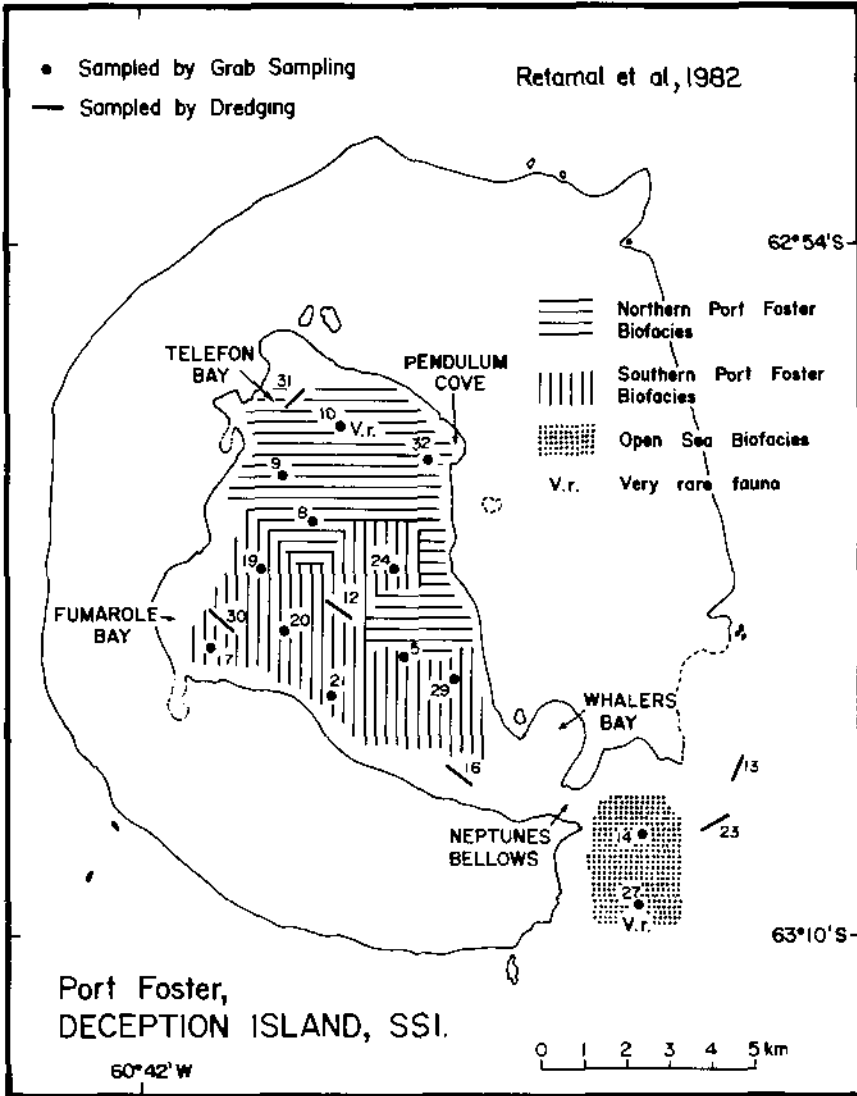 Sampled by Grab Sampling
Sampled by Dredging
Retamal et al, 1982
62°54'S
Northern Port Foster
Biofacies
Southern Port Foster
Biofacies
Open Sea Biofacies
V.r. Very rare fauna
TELEFON
BAY
PENDULUM
COVE
31
10
V.r.
32
9
8
19
24
12
FUMAROLE
BAY
30
20
7
5
21
29
WHALERS
BAY
16
13
23
NEPTUNES
BELLOWS
14
27
V.r.
63°10'S
Port Foster,
DECEPTION ISLAND, SSI.
60°42'W
0 1 2 3 4 5 km